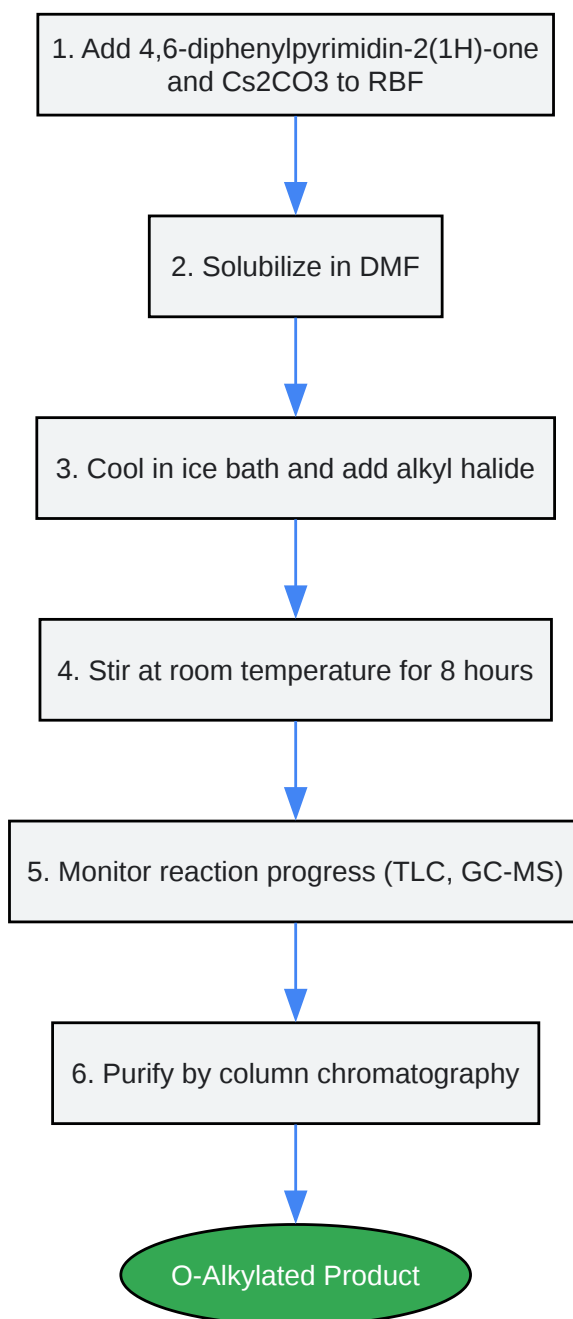 1. Add 4,6-diphenylpyrimidin-2(1H)-one
and Cs2CO3 to RBF
2. Solubilize in DMF
3. Cool in ice bath and add alkyl halide
4. Stir at room temperature for 8 hours
5. Monitor reaction progress (TLC, GC-MS)
6. Purify by column chromatography
O-Alkylated Product